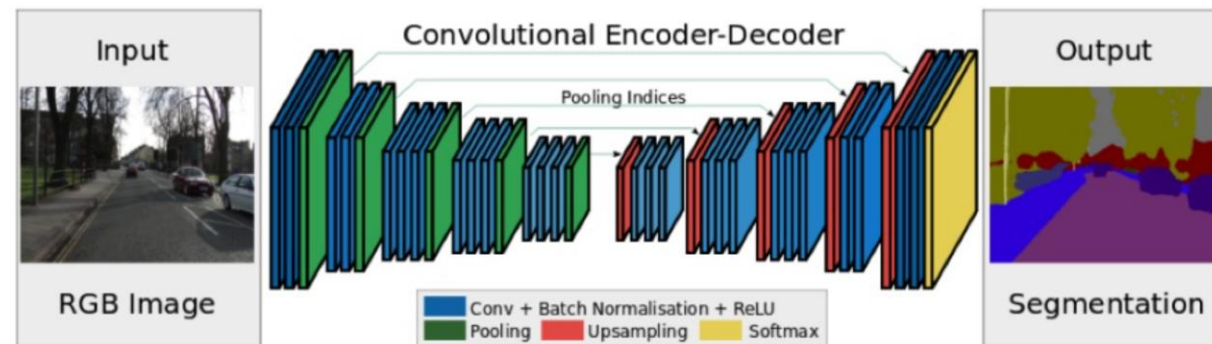 Input
RGB Image
Convolutional Encoder-Decoder
Pooling Indices
Conv + Batch Normalisation + ReLU
Pooling Upsampling Softmax
Output
Segmentation